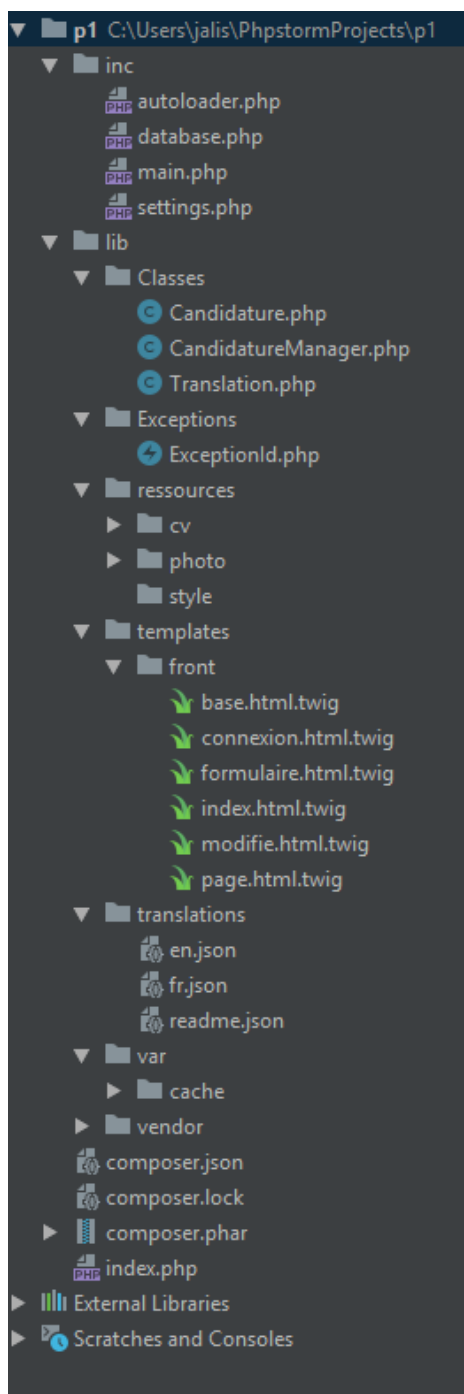 p1 C:\Users\jalis\PhpstormProjects\p1
inc
autoloader.php
database.php
main.php
settings.php
lib
Classes
Candidature.php
CandidatureManager.php
Translation.php
Exceptions
ExceptionId.php
ressources
cv
photo
style
templates
front
base.html.twig
connexion.html.twig
formulaire.html.twig
index.html.twig
modifie.html.twig
page.html.twig
translations
en.json
fr.json
readme.json
var
cache
vendor
composer.json
composer.lock
composer.phar
index.php
External Libraries
Scratches and Consoles